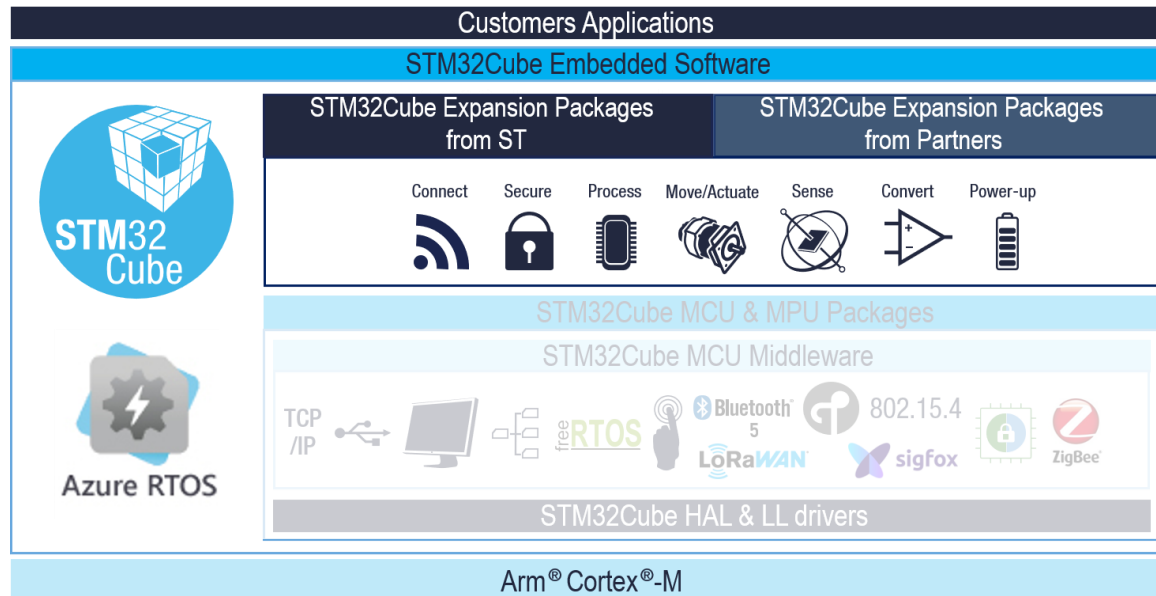 Customers Applications
STM32Cube Embedded Software
STM32
Cube
Azure RTOS
STM32Cube Expansion Packages
from ST
STM32Cube Expansion Packages
from Partners
Connect
Secure
Process
Move/Actuate
Sense
Convert
Power-up
STM32Cube MCU & MPU Packages
STM32Cube MCU Middleware
TCP
/IP
free
RTOS
Bluetooth®
5
802.15.4
LoRaWAN
sigfox
ZigBee®
STM32Cube HAL & LL drivers
Arm® Cortex®-M